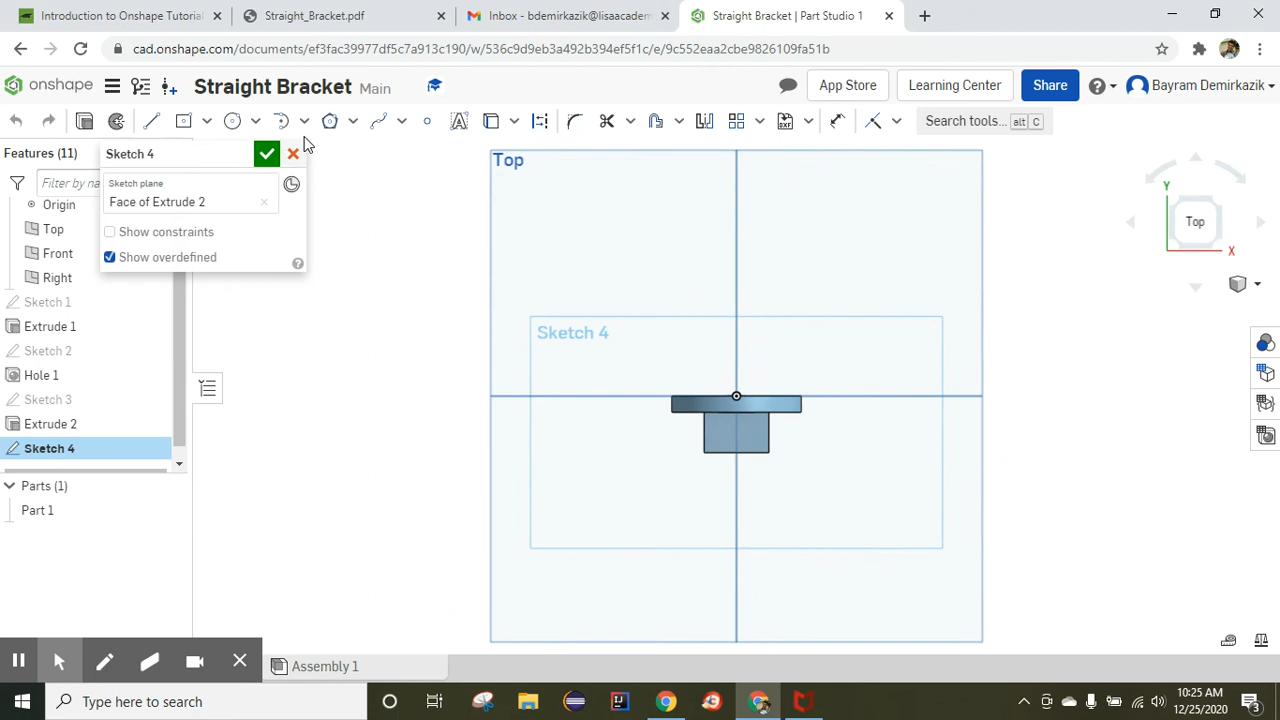 Introduction to Onshape Tutorial
Straight_Bracket.pdf
Inbox - bdemirkazik@lisaacadem
Straight Bracket | Part Studio 1
cad.onshape.com/documents/ef3fac39977df5c7a913c190/w/536c9d9eb3a492b394ef5f1c/e/9c552eaa2cbe9826109fa51b
onshape
Straight Bracket Main
App Store
Learning Center
Share
Bayram Demirkazik
Search tools... alt C
Features (11)
Filter by na
Origin
Top
Front
Right
Sketch 1
Extrude 1
Sketch 2
Hole 1
Sketch 3
Extrude 2
Sketch 4
Parts (1)
Part 1
Sketch 4
Sketch plane
Face of Extrude 2
Show constraints
Show overdefined
Top
Sketch 4
Y
Top
X
Assembly 1
Type here to search
10:25 AM
12/25/2020
3